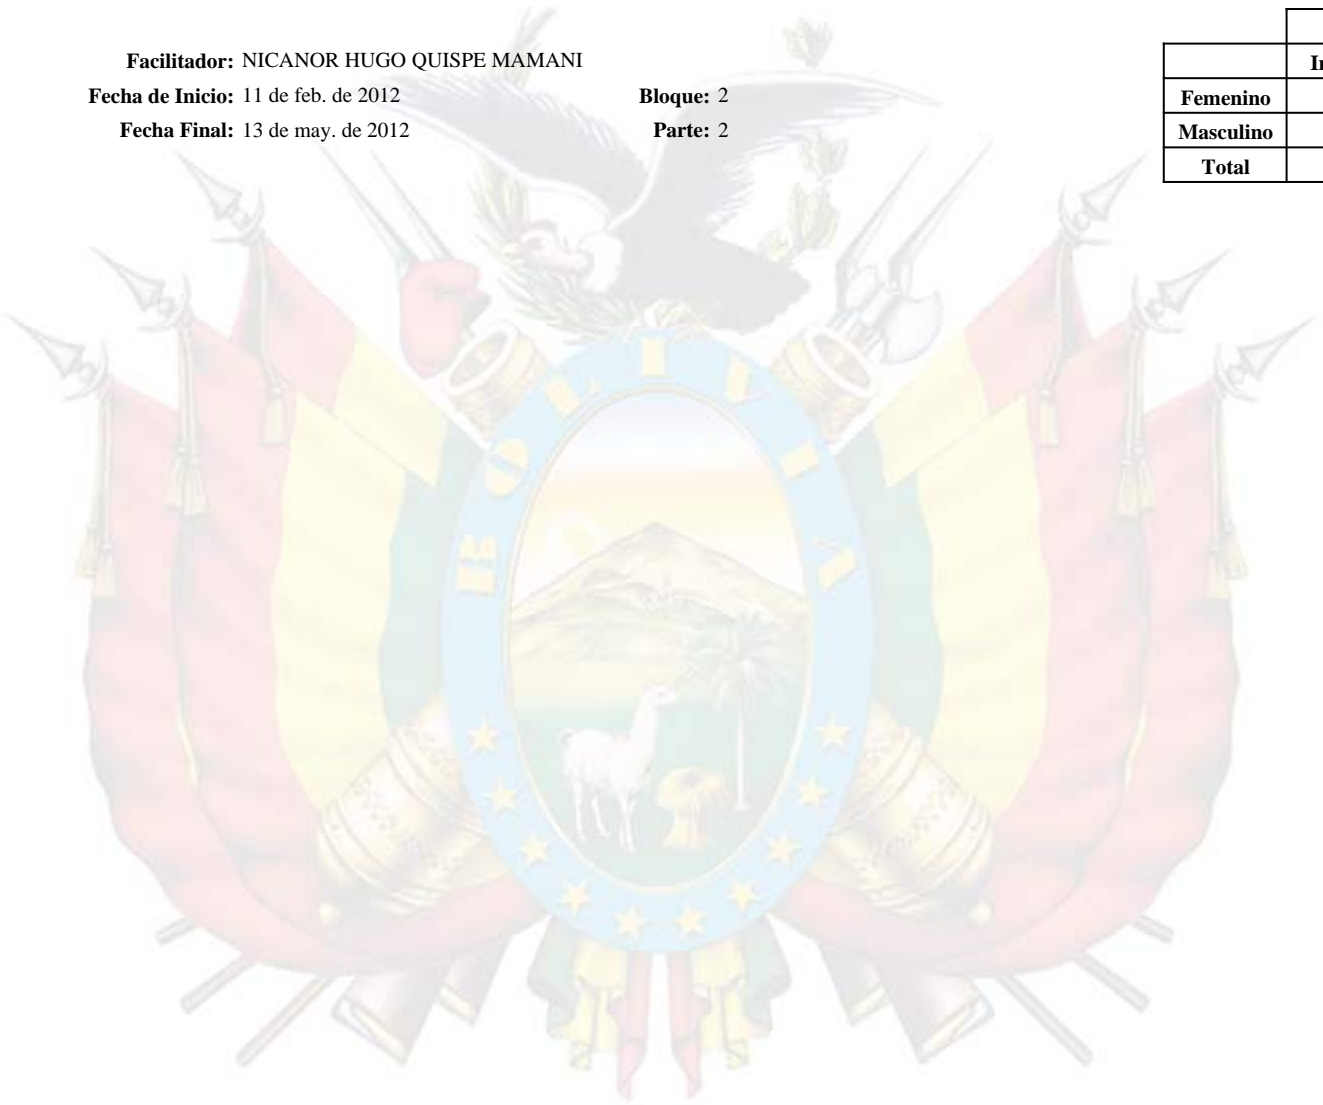 Facilitador: NICANOR HUGO QUISPE MAMANI
Fecha de Inicio: 11 de feb. de 2012 Bloque: 2
Fecha Final: 13 de may. de 2012 Parte: 2
Femenino
Masculino
Total
BOLIVIA